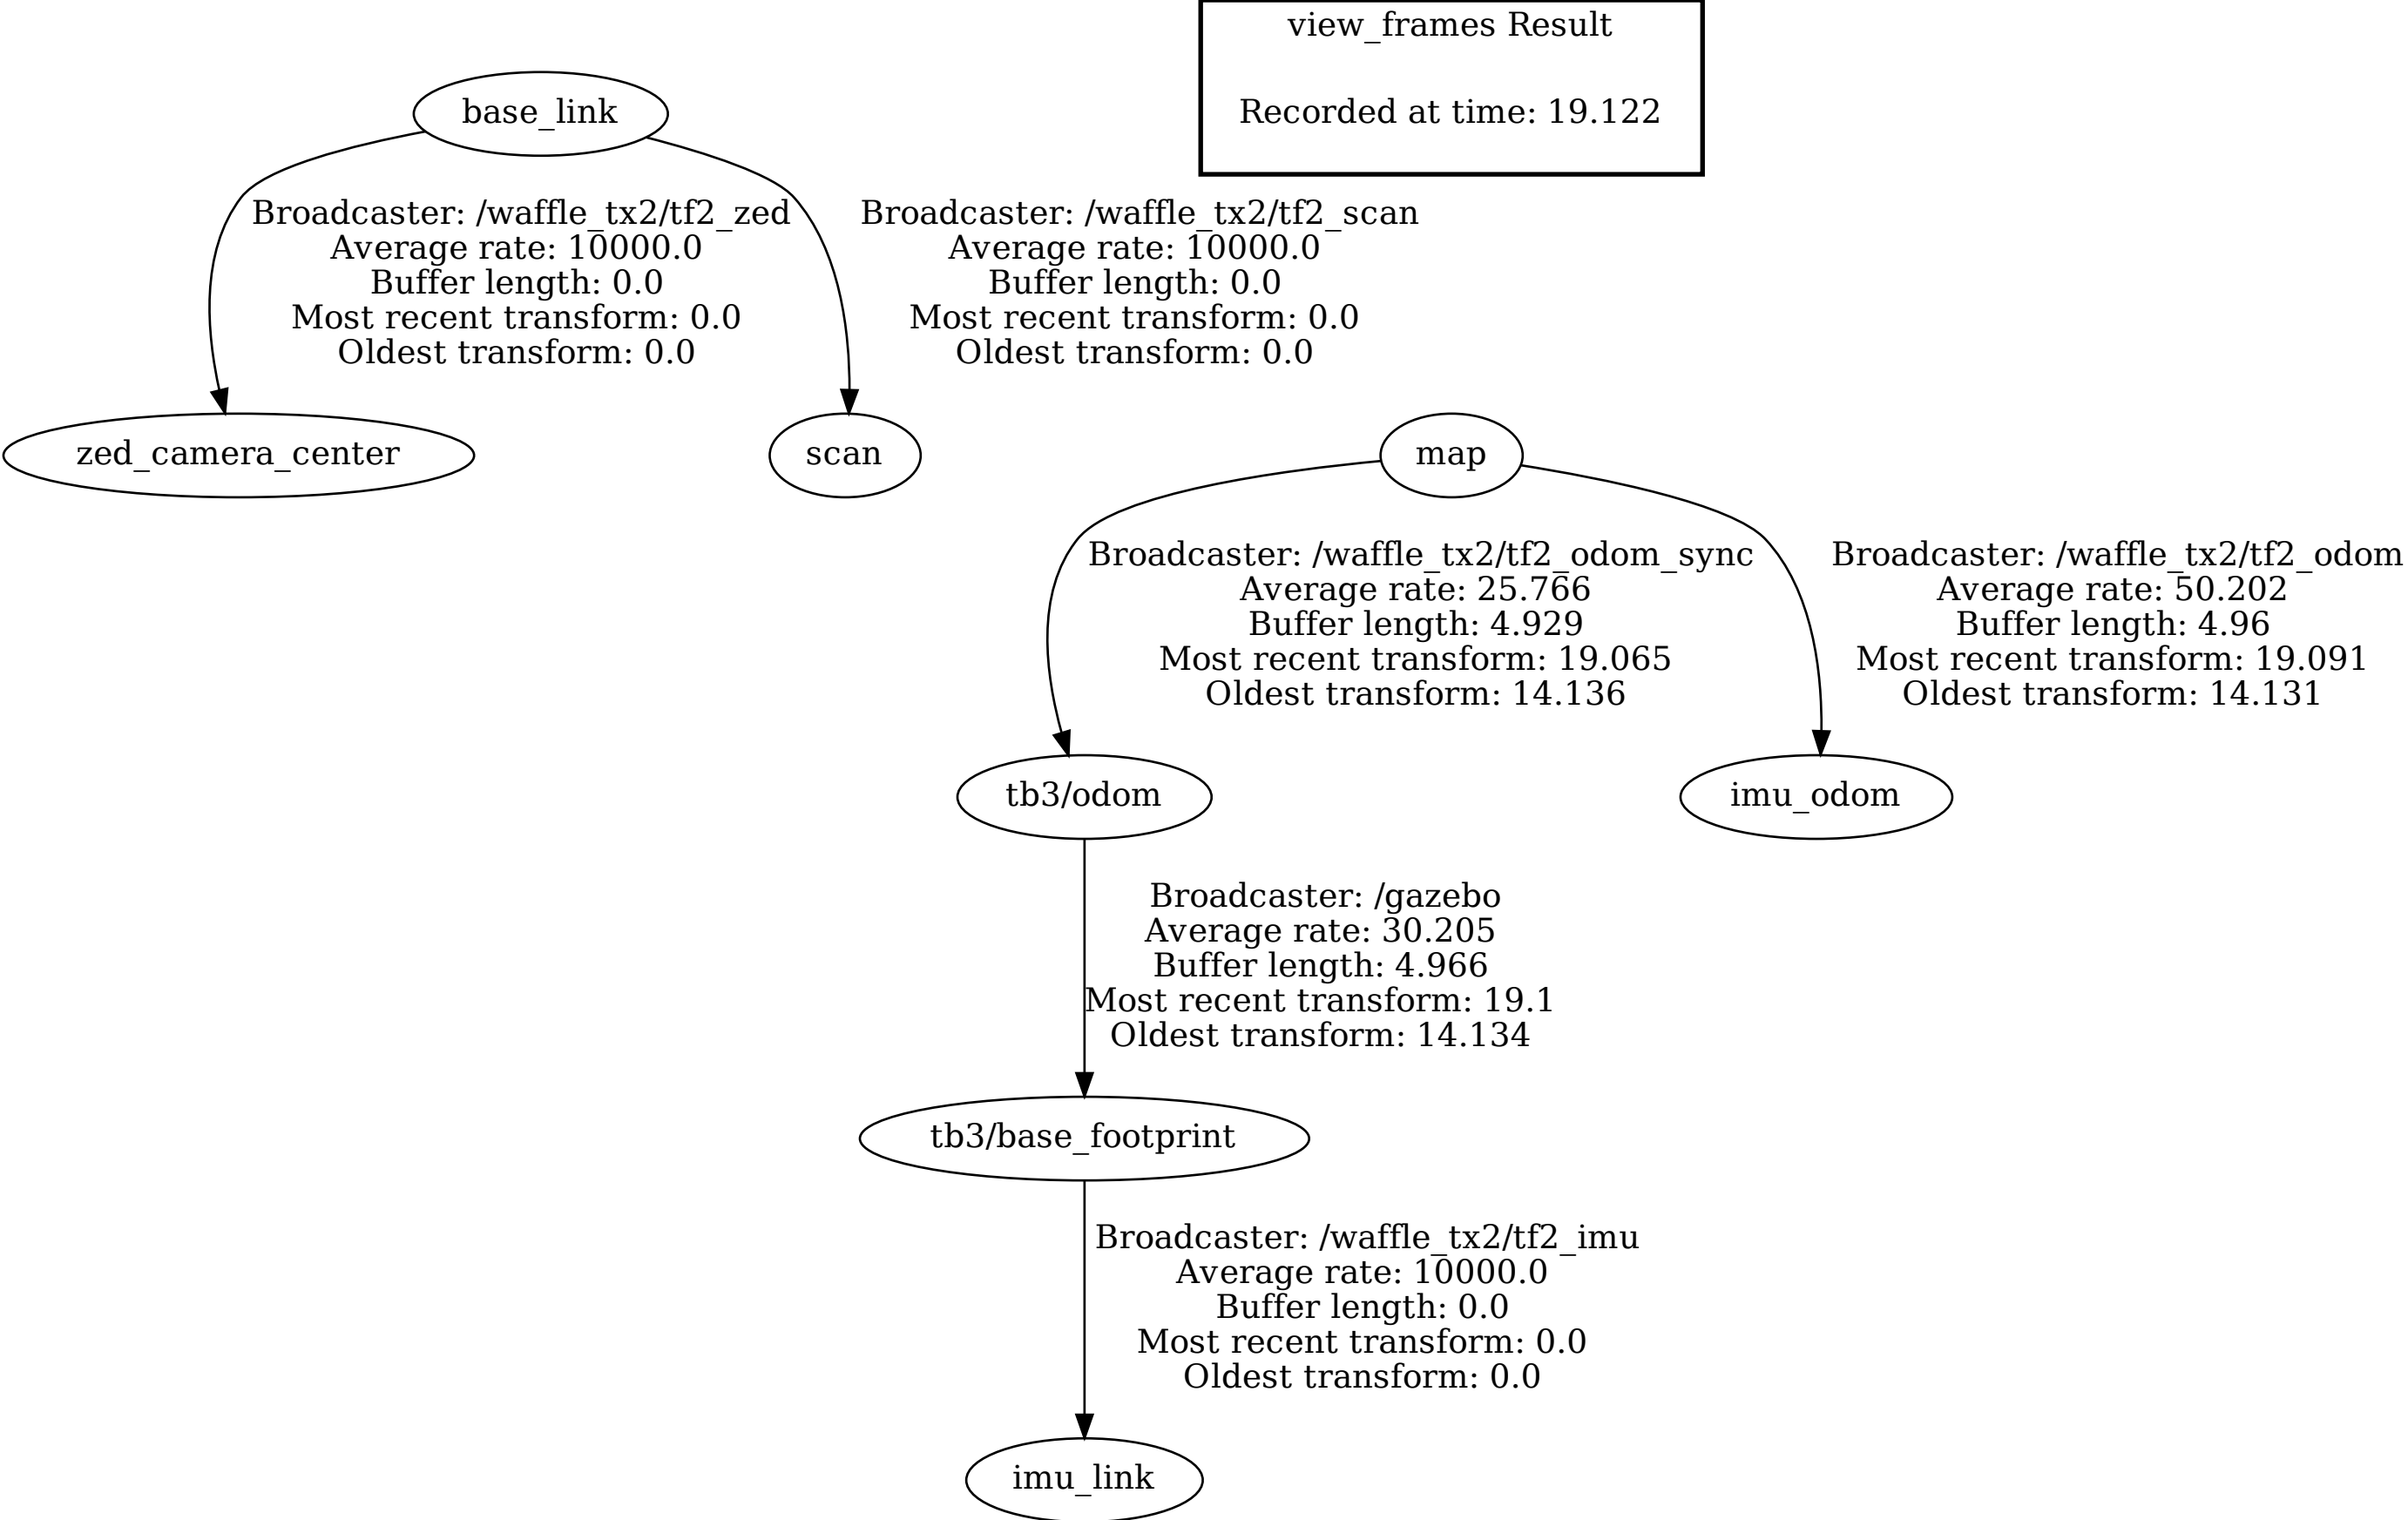 view_frames Result
Recorded at time: 19.122
base_link
Broadcaster: /waffle_tx2/tf2_zed
Average rate: 10000.0
Buffer length: 0.0
Most recent transform: 0.0
Oldest transform: 0.0
Broadcaster: /waffle_tx2/tf2_scan
Average rate: 10000.0
Buffer length: 0.0
Most recent transform: 0.0
Oldest transform: 0.0
zed_camera_center
scan
map
Broadcaster: /waffle_tx2/tf2_odom_sync
Average rate: 25.766
Buffer length: 4.929
Most recent transform: 19.065
Oldest transform: 14.136
Broadcaster: /waffle_tx2/tf2_odom
Average rate: 50.202
Buffer length: 4.96
Most recent transform: 19.091
Oldest transform: 14.131
tb3/odom
imu_odom
Broadcaster: /gazebo
Average rate: 30.205
Buffer length: 4.966
Most recent transform: 19.1
Oldest transform: 14.134
tb3/base_footprint
Broadcaster: /waffle_tx2/tf2_imu
Average rate: 10000.0
Buffer length: 0.0
Most recent transform: 0.0
Oldest transform: 0.0
imu_link